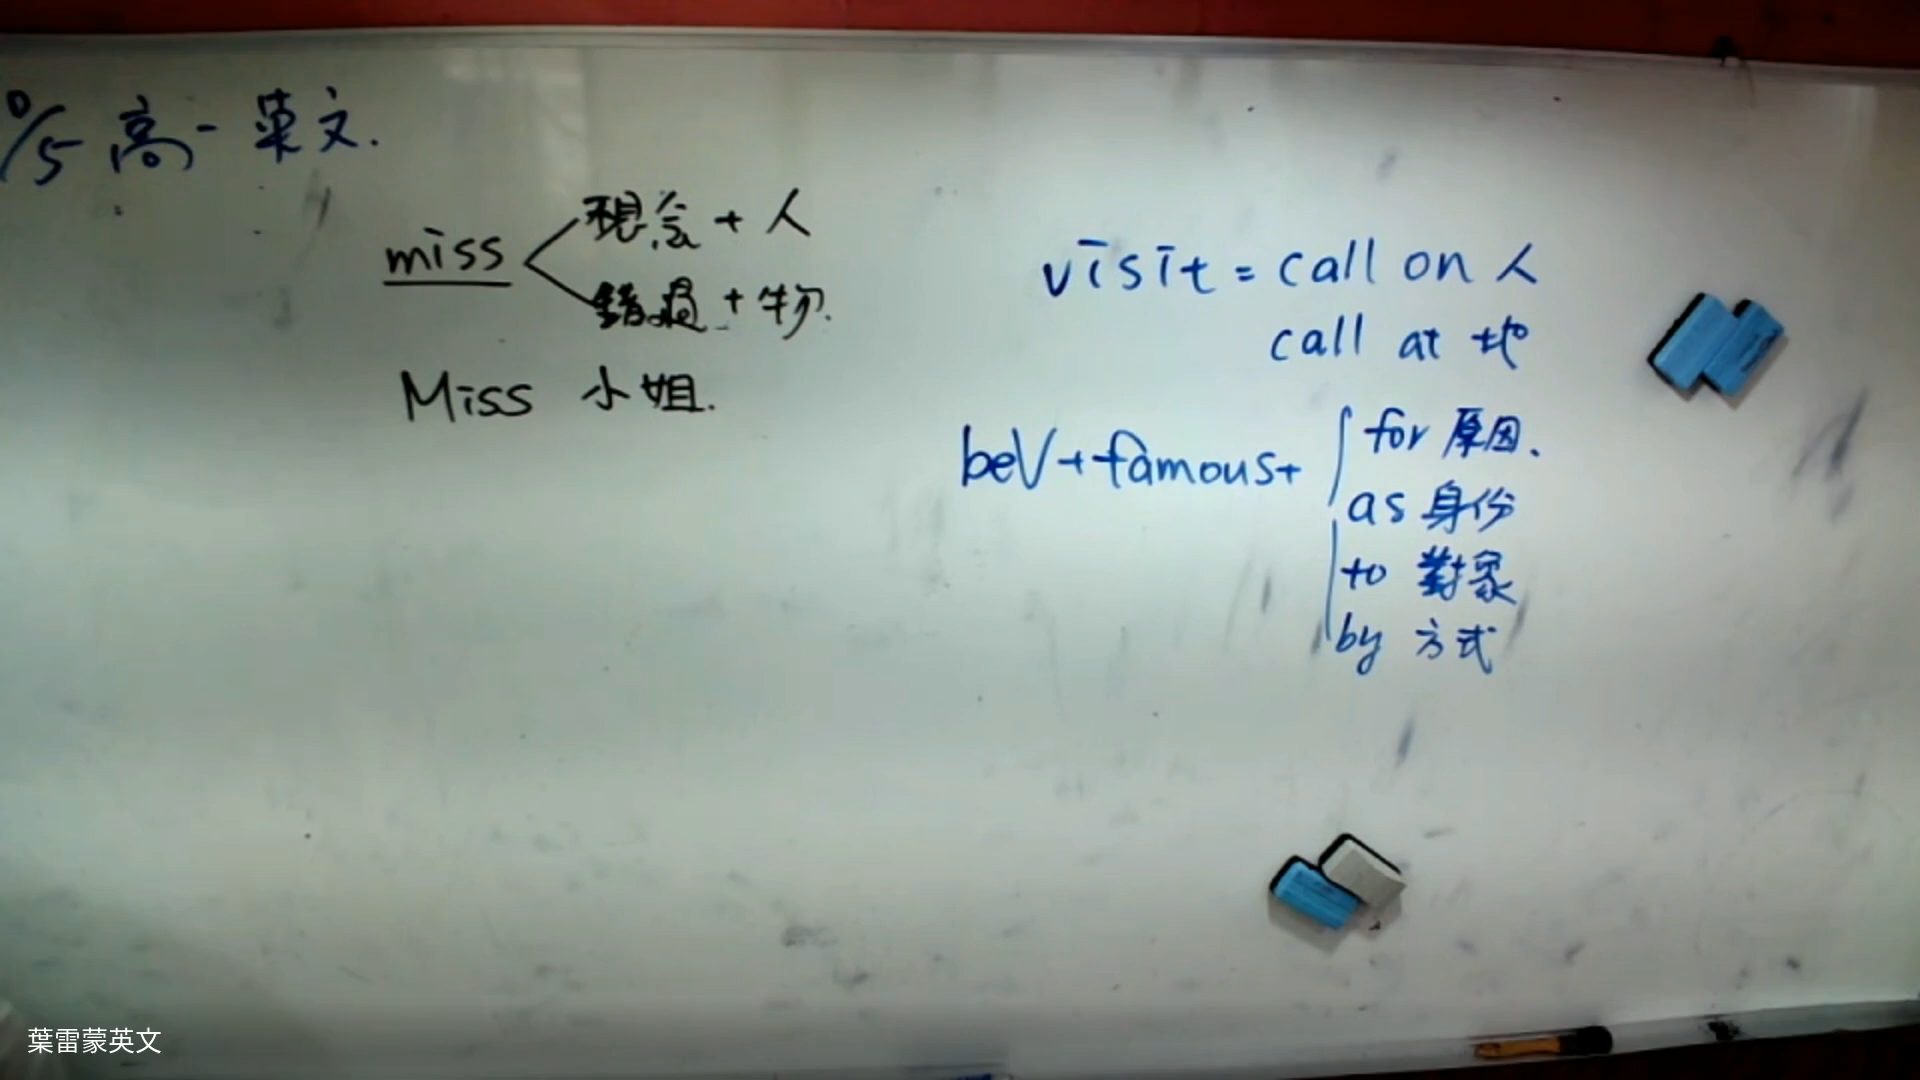 0/5 高一英文.
miss
想念 + 人
錯過 + 物.
Miss 小姐.
visit = call on 人
call at 地
beV + famous +
for 原因.
as 身份
to 對象
by 方式
葉雷蒙英文